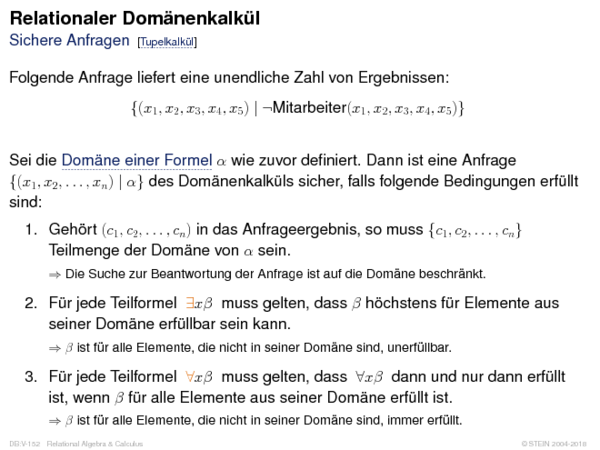 Relationaler Domänenkalkül
Sichere Anfragen [Tupelkalkül]
Folgende Anfrage liefert eine unendliche Zahl von Ergebnissen:
{(x₁, x₂, x₃, x₄, x₅) | ¬Mitarbeiter(x₁, x₂, x₃, x₄, x₅)}
Sei die Domäne einer Formel α wie zuvor definiert. Dann ist eine Anfrage
{(x₁, x₂, . . . , xₙ) | α} des Domänenkalküls sicher, falls folgende Bedingungen erfüllt
sind:
1. Gehört (c₁, c₂, . . . , cₙ) in das Anfrageergebnis, so muss {c₁, c₂, . . . , cₙ}
Teilmenge der Domäne von α sein.
⇒ Die Suche zur Beantwortung der Anfrage ist auf die Domäne beschränkt.
2. Für jede Teilformel ∃xβ muss gelten, dass β höchstens für Elemente aus
seiner Domäne erfüllbar sein kann.
⇒ β ist für alle Elemente, die nicht in seiner Domäne sind, unerfüllbar.
3. Für jede Teilformel ∀xβ muss gelten, dass ∀xβ dann und nur dann erfüllt
ist, wenn β für alle Elemente aus seiner Domäne erfüllt ist.
⇒ β ist für alle Elemente, die nicht in seiner Domäne sind, immer erfüllt.
DB:V-152 Relational Algebra & Calculus © STEIN 2004-2018